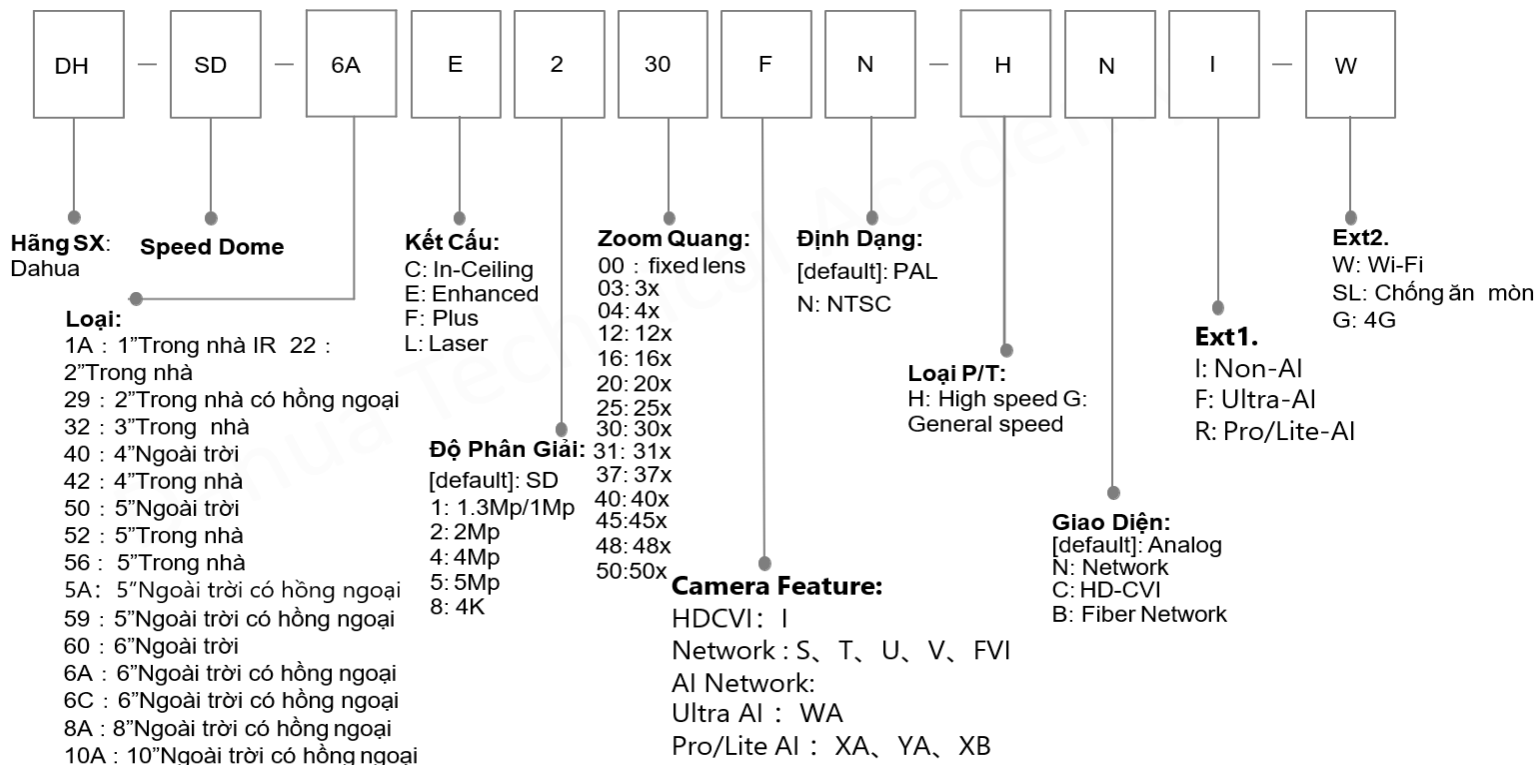 DH — SD — 6A E 2 30 F N — H N I — W
Hãng SX:
Dahua
Speed Dome
Loại:
1A : 1”Trong nhà IR 22 :
2”Trong nhà
29 : 2”Trong nhà có hồng ngoại
32 : 3”Trong nhà
40 : 4”Ngoài trời
42 : 4”Trong nhà
50 : 5”Ngoài trời
52 : 5”Trong nhà
56 : 5”Trong nhà
5A: 5”Ngoài trời có hồng ngoại
59 : 5”Ngoài trời có hồng ngoại
60 : 6”Ngoài trời
6A : 6”Ngoài trời có hồng ngoại
6C : 6”Ngoài trời có hồng ngoại
8A : 8”Ngoài trời có hồng ngoại
10A : 10”Ngoài trời có hồng ngoại
Kết Cấu:
C: In-Ceiling
E: Enhanced
F: Plus
L: Laser
Độ Phân Giải:
[default]: SD
1: 1.3Mp/1Mp
2: 2Mp
4: 4Mp
5: 5Mp
8: 4K
Zoom Quang:
00 : fixed lens
03: 3x
04: 4x
12: 12x
16: 16x
20: 20x
25: 25x
30: 30x
31: 31x
37: 37x
40: 40x
45:45x
48: 48x
50:50x
Camera Feature:
HDCVI: I
Network : S、T、U、V、FVI
AI Network:
Ultra AI : WA
Pro/Lite AI : XA、YA、XB
Định Dạng:
[default]: PAL
N: NTSC
Loại P/T:
H: High speed G:
General speed
Giao Diện:
[default]: Analog
N: Network
C: HD-CVI
B: Fiber Network
Ext1.
I: Non-AI
F: Ultra-AI
R: Pro/Lite-AI
Ext2.
W: Wi-Fi
SL: Chống ăn mòn
G: 4G
Dahua Technical Academy